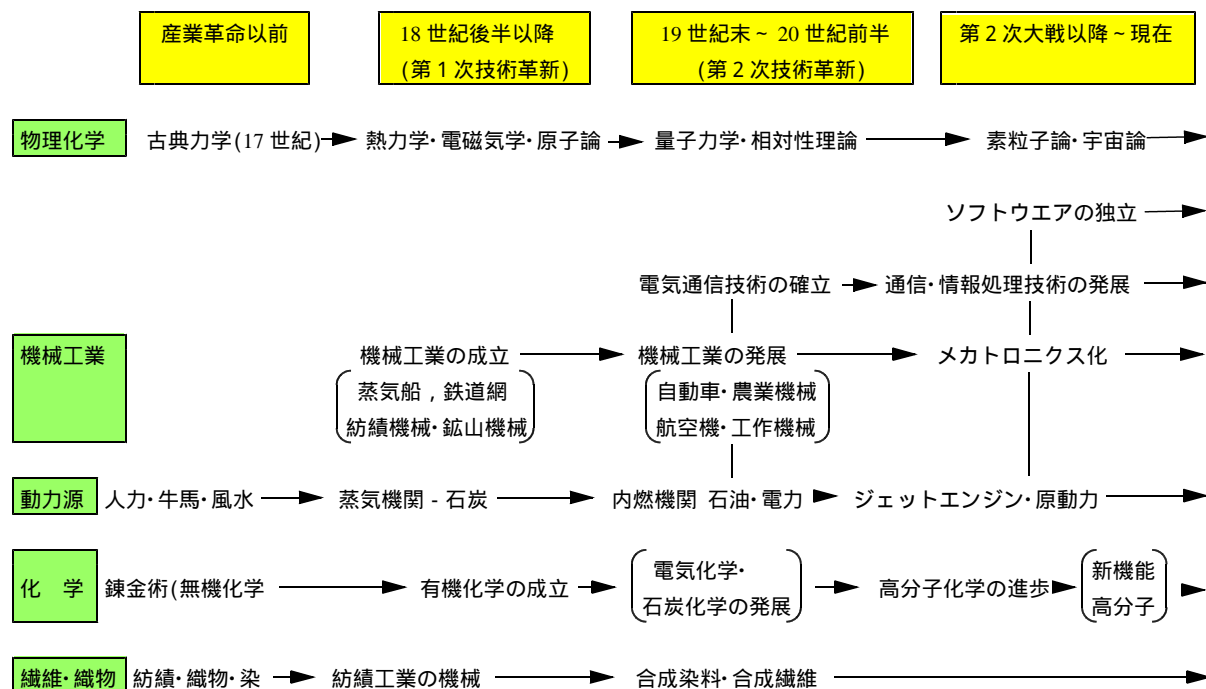 産業革命以前
18 世紀後半以降
(第1次技術革新)
19 世紀末 ~ 20 世紀前半
(第2次技術革新)
第2次大戦以降~現在
物理化学 古典力学(17 世紀) 熱力学・電磁気学・原子論 量子力学・相対性理論 素粒子論・宇宙論
ソフトウエアの独立
電気通信技術の確立 通信・情報処理技術の発展
機械工業 機械工業の成立 機械工業の発展 メカトロニクス化
蒸気船 , 鉄道網 自動車・農業機械
紡績機械・鉱山機械 航空機・工作機械
動力源 人力・牛馬・風水 蒸気機関 - 石炭 内燃機関 石油・電力 ジェットエンジン・原動力
化 学 錬金術(無機化学 有機化学の成立 電気化学・
石炭化学の発展 高分子化学の進歩 新機能
高分子
繊維・織物 紡績・織物・染 紡績工業の機械 合成染料・合成繊維